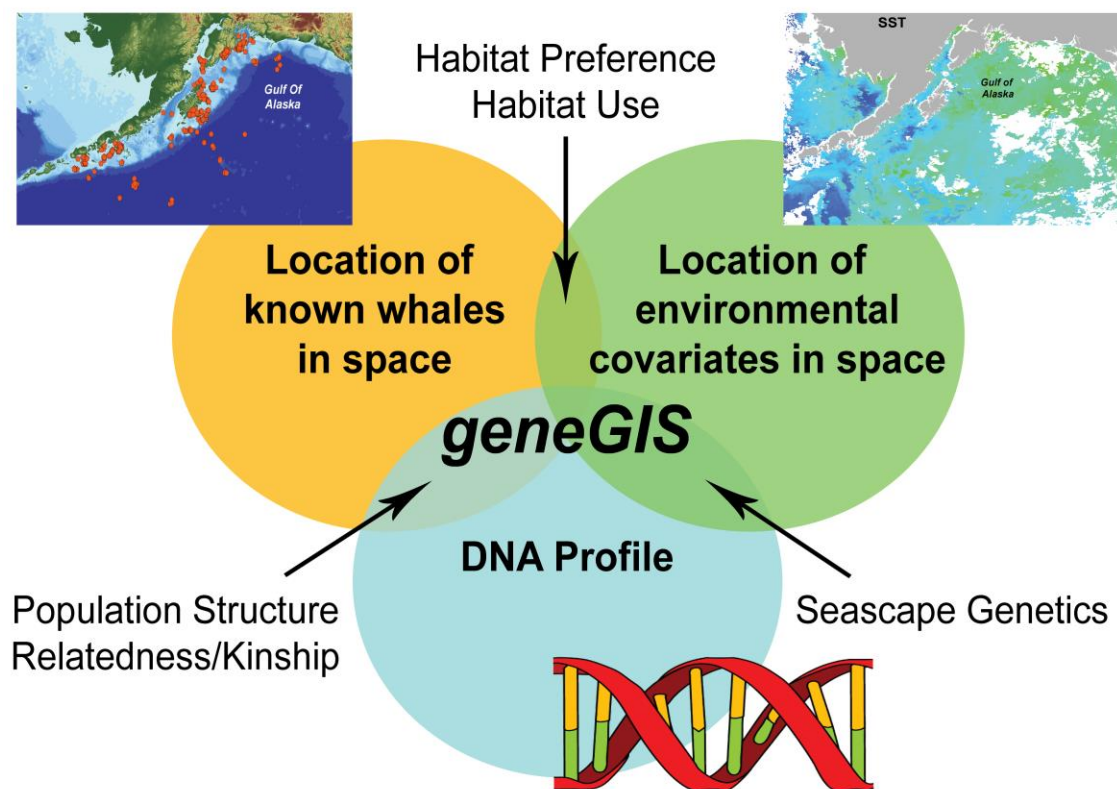 Gulf Of
Alaska
SST
Gulf of
Alaska
Habitat Preference
Habitat Use
Location of
known whales
in space
Location of
environmental
covariates in space
geneGIS
DNA Profile
Population Structure
Relatedness/Kinship
Seascape Genetics